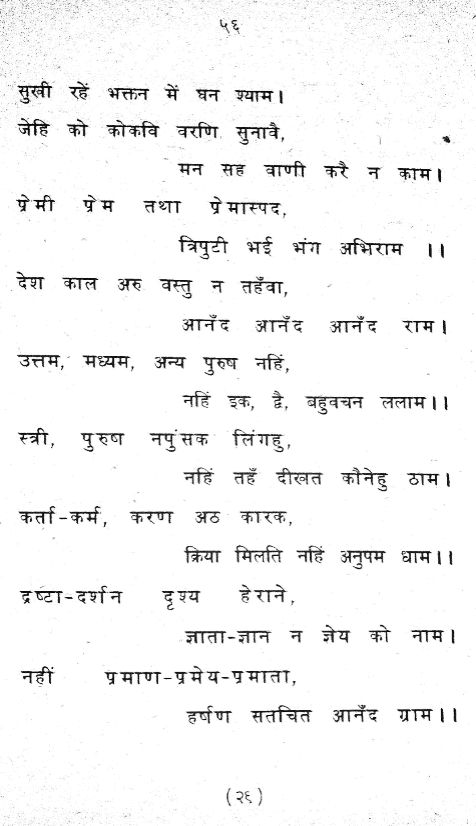 ५६
सुखी रहें भक्तन में घन श्याम।
जेहि को कोकवि वरणि सुनावै,
मन सह वाणी करै न काम।
प्रेमी प्रेम तथा प्रेमास्पद,
त्रिपुटी भई भंग अभिराम ।।
देश काल अरु वस्तु न तहँवा,
आनँद आनँद आनँद राम।
उत्तम, मध्यम, अन्य पुरुष नहिं,
नहिं इक, द्वै, बहुवचन ललाम।।
स्त्री, पुरुष नपुंसक लिंगहु,
नहिं तहँ दीखत कौनेहु ठाम।
कर्ता-कर्म, करण अठ कारक,
क्रिया मिलति नहिं अनुपम धाम।।
द्रष्टा-दर्शन दृश्य हेराने,
ज्ञाता-ज्ञान न ज्ञेय को नाम।
नहीं प्रमाण-प्रमेय-प्रमाता,
हर्षण सतचित आनँद ग्राम।।
(२६)